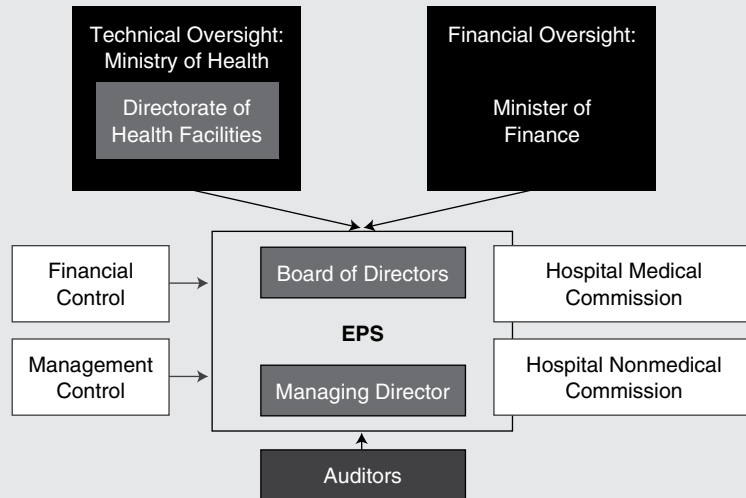 Technical Oversight:
Ministry of Health
Directorate of
Health Facilities
Financial Oversight:
Minister of
Finance
Financial
Control
Board of Directors
Hospital Medical
Commission
EPS
Management
Control
Managing Director
Hospital Nonmedical
Commission
Auditors